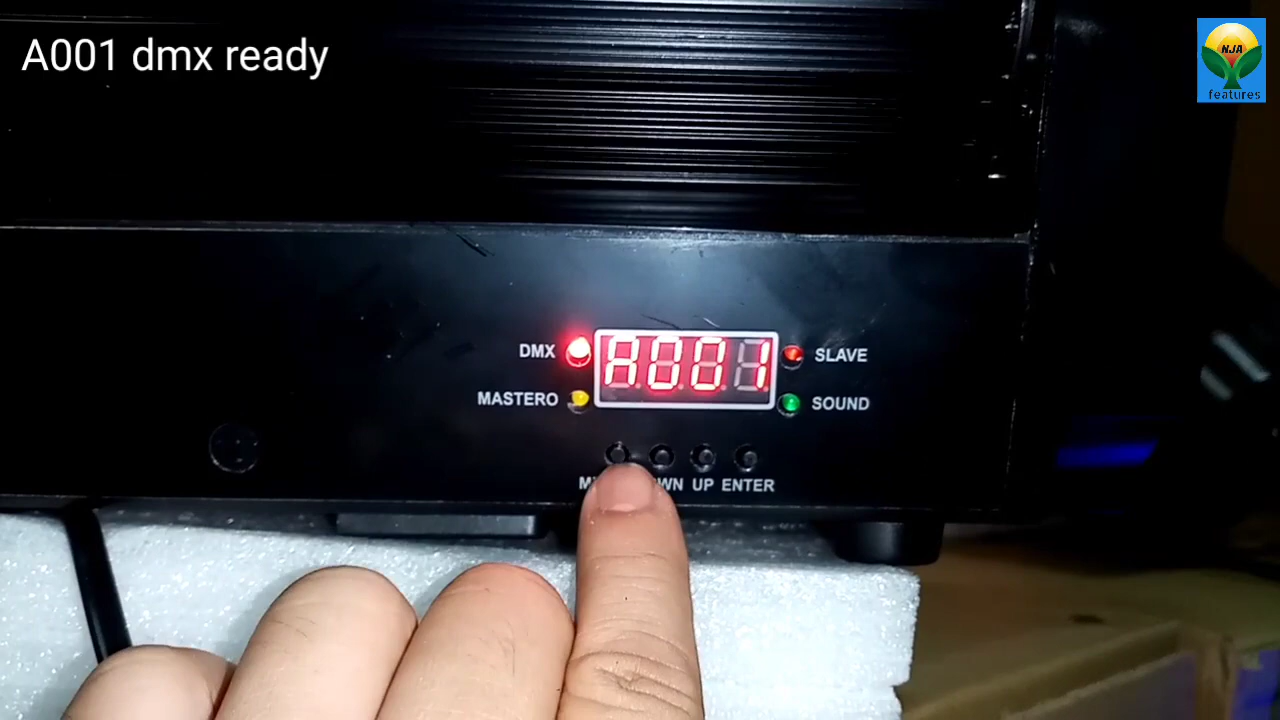 A001 dmx ready
NJA
features
DMX
A001
SLAVE
MASTERO
SOUND
UP ENTER